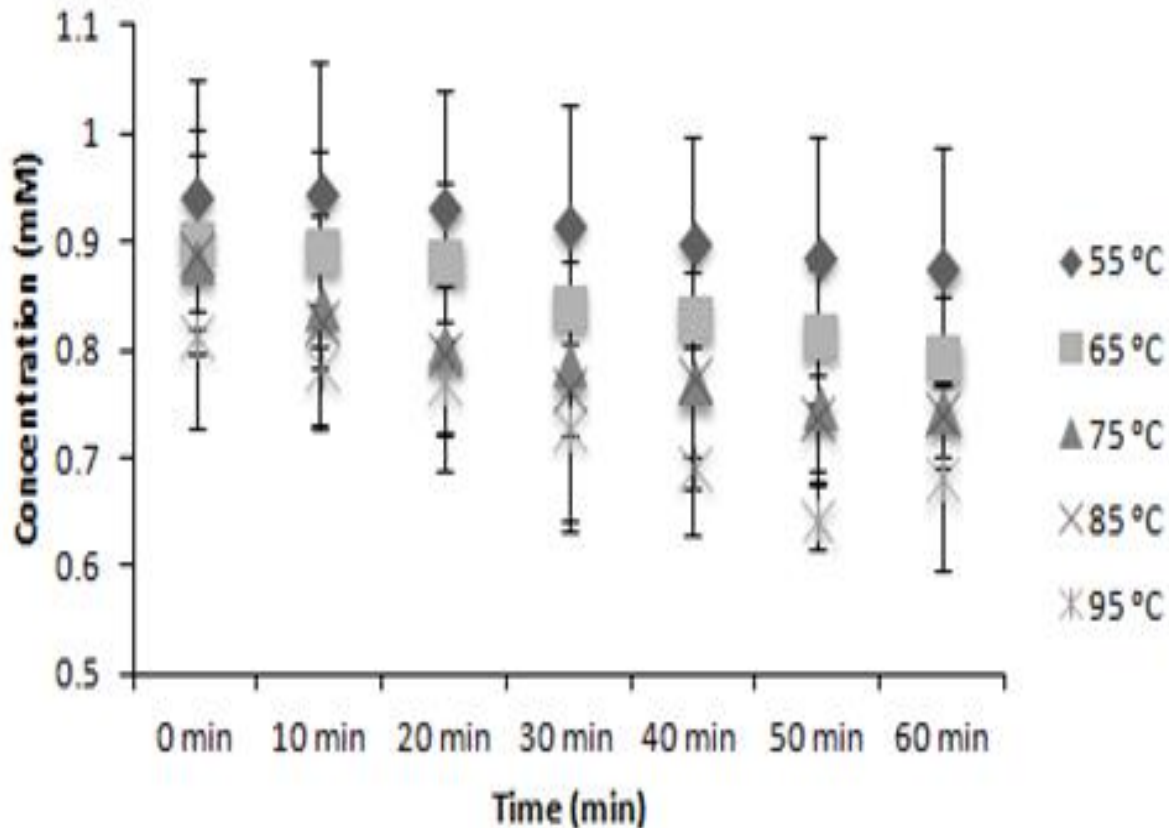 Concentration (mM)
1.1
1
0.9
0.8
0.7
0.6
0.5
0 min 10 min 20 min 30 min 40 min 50 min 60 min
Time (min)
55 ºC
65 ºC
75 ºC
85 ºC
95 ºC